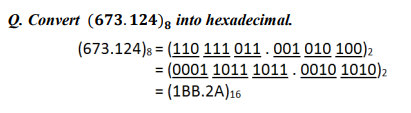 Q. Convert (673.124)₈ into hexadecimal.
(673.124)₈ = (110 111 011 . 001 010 100)₂
= (0001 1011 1011 . 0010 1010)₂
= (1BB.2A)₁₆